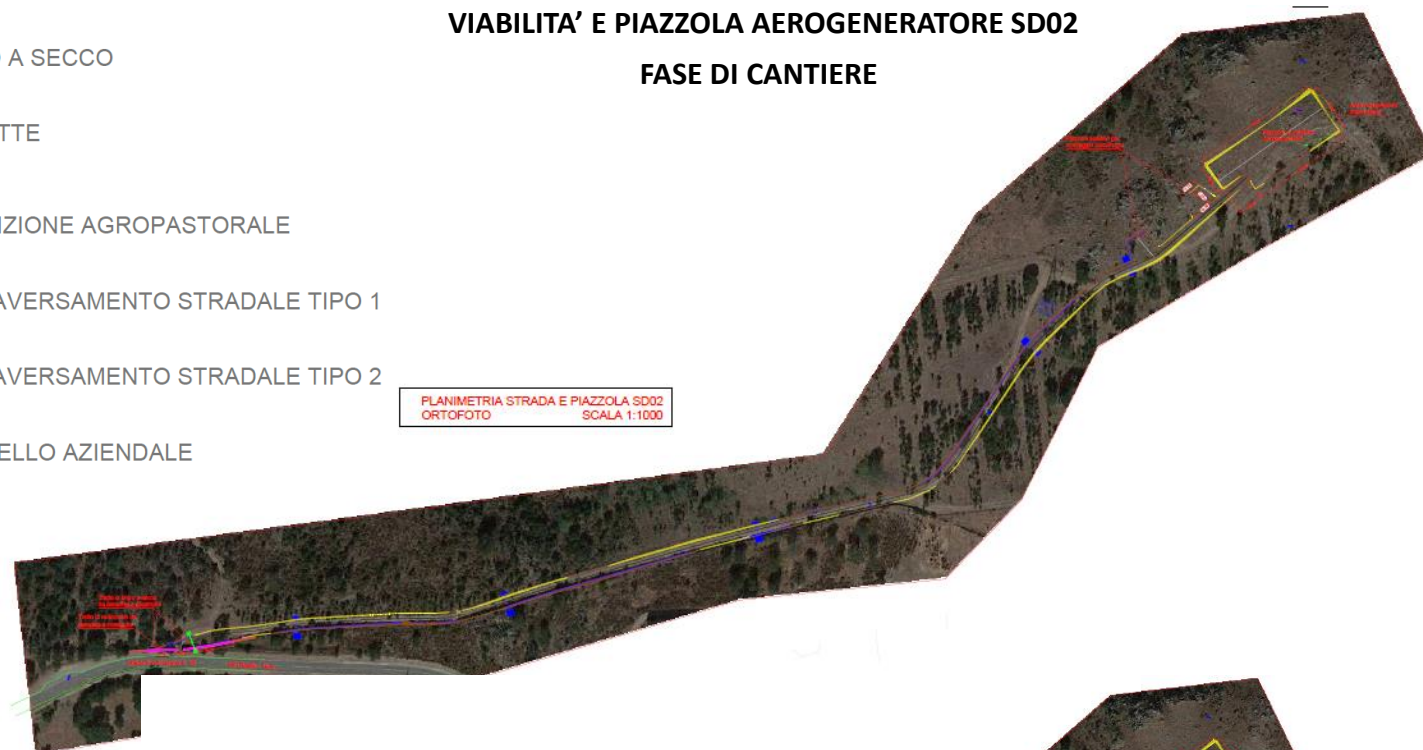 VIABILITA’ E PIAZZOLA AEROGENERATORE SD02
FASE DI CANTIERE
A SECCO
TTE
IZIONE AGROPASTORALE
AVERSAMENTO STRADALE TIPO 1
AVERSAMENTO STRADALE TIPO 2
ELLO AZIENDALE
PLANIMETRIA STRADA E PIAZZOLA SD02
ORTOFOTO SCALA 1:1000